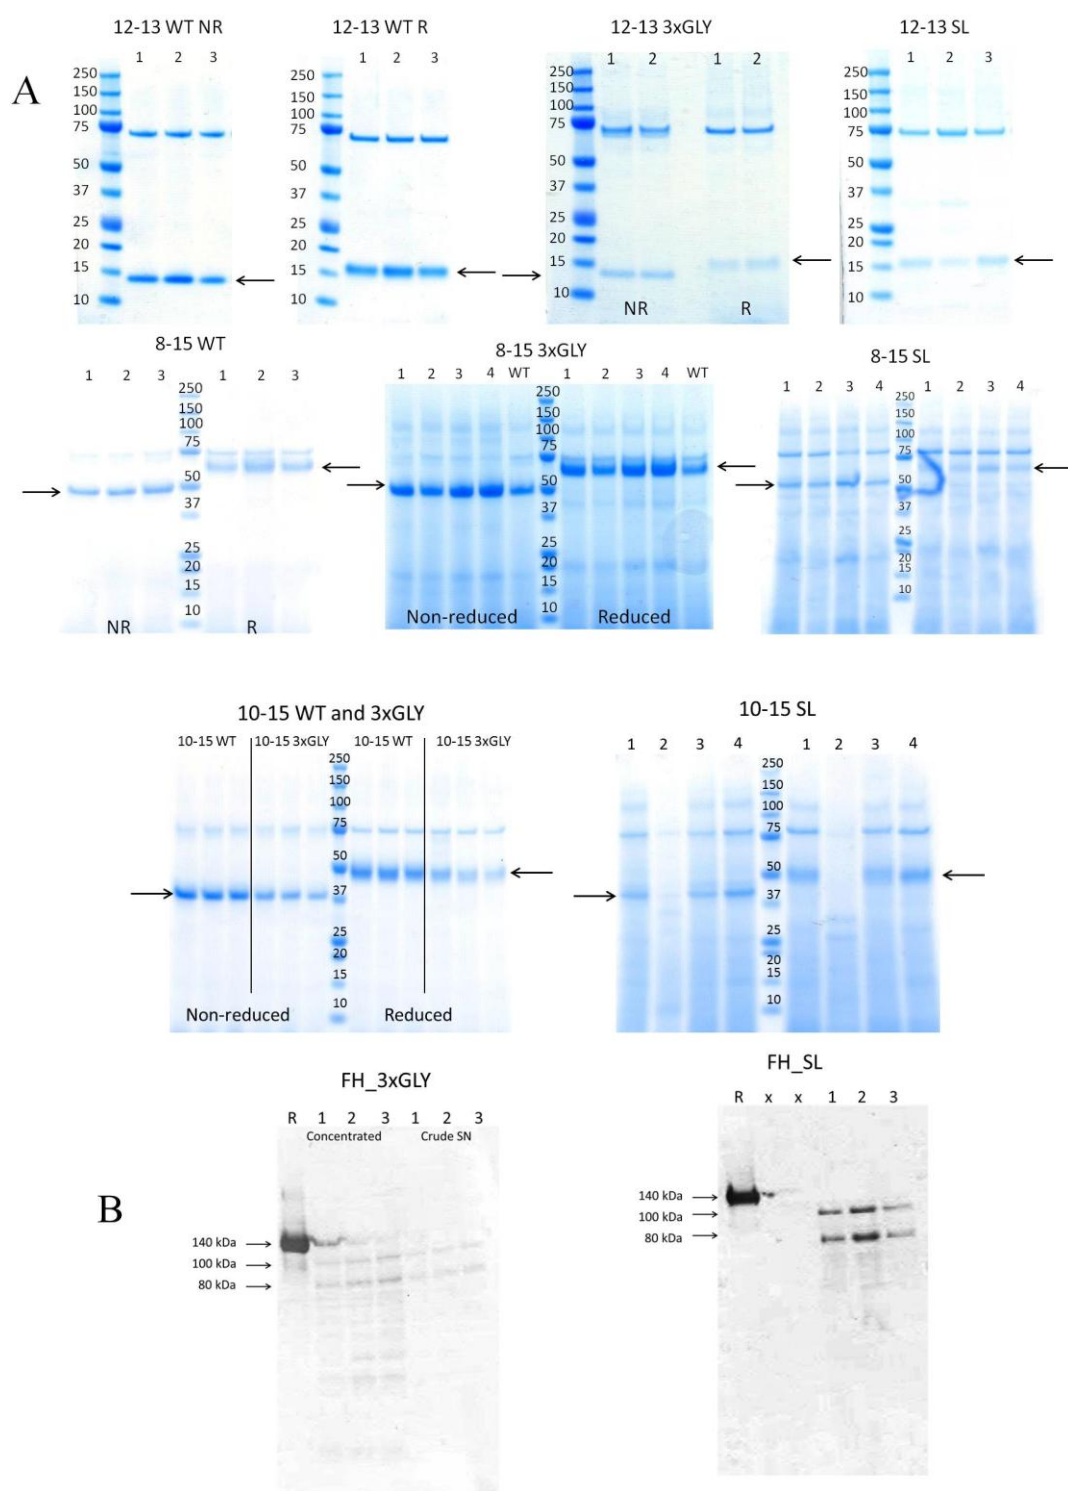 12-13 WT NR
12-13 WT R
12-13 3xGLY
12-13 SL
A
1 2 3
1 2 3
1 2 1 2
1 2 3
250
150
100
75
50
37
25
20
15
10
250
150
100
75
50
37
25
20
15
10
250
150
100
75
50
37
25
20
15
10
NR R
250
150
100
75
50
37
25
20
15
10
8-15 WT
1 2 3 1 2 3
250
150
100
75
50
37
25
20
15
10
NR R
8-15 3xGLY
1 2 3 4 WT 1 2 3 4 WT
250
150
100
75
50
37
25
20
15
10
Non-reduced Reduced
8-15 SL
1 2 3 4 1 2 3 4
250
150
100
75
50
37
25
20
15
10
10-15 WT and 3xGLY
10-15 WT 10-15 3xGLY 10-15 WT 10-15 3xGLY
250
150
100
75
50
37
25
20
15
10
Non-reduced Reduced
10-15 SL
1 2 3 4 1 2 3 4
250
150
100
75
50
37
25
20
15
10
B
FH_3xGLY
R 1 2 3 1 2 3
Concentrated Crude SN
140 kDa
100 kDa
80 kDa
FH_SL
R x x 1 2 3
140 kDa
100 kDa
80 kDa